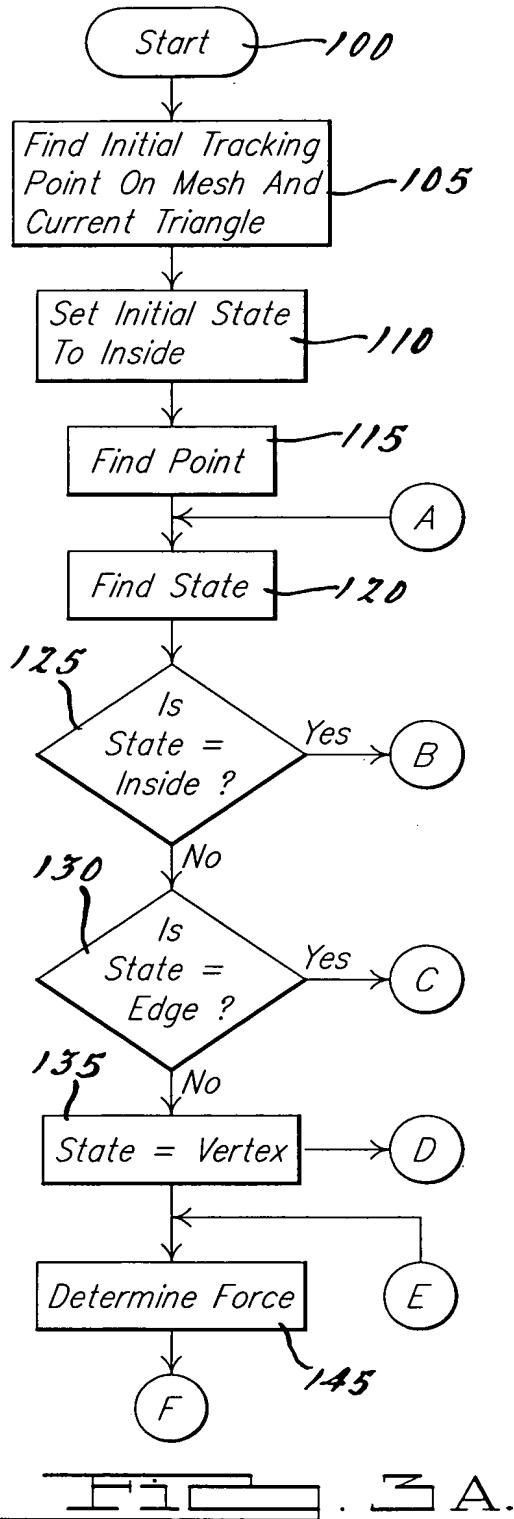 Start
100
Find Initial Tracking
Point On Mesh And
Current Triangle
105
Set Initial State
To Inside
110
Find Point
115
A
Find State
120
125
Is
State =
Inside ?
Yes
B
No
130
Is
State =
Edge ?
Yes
C
No
135
State = Vertex
D
Determine Force
E
145
F
FIG. 3A.